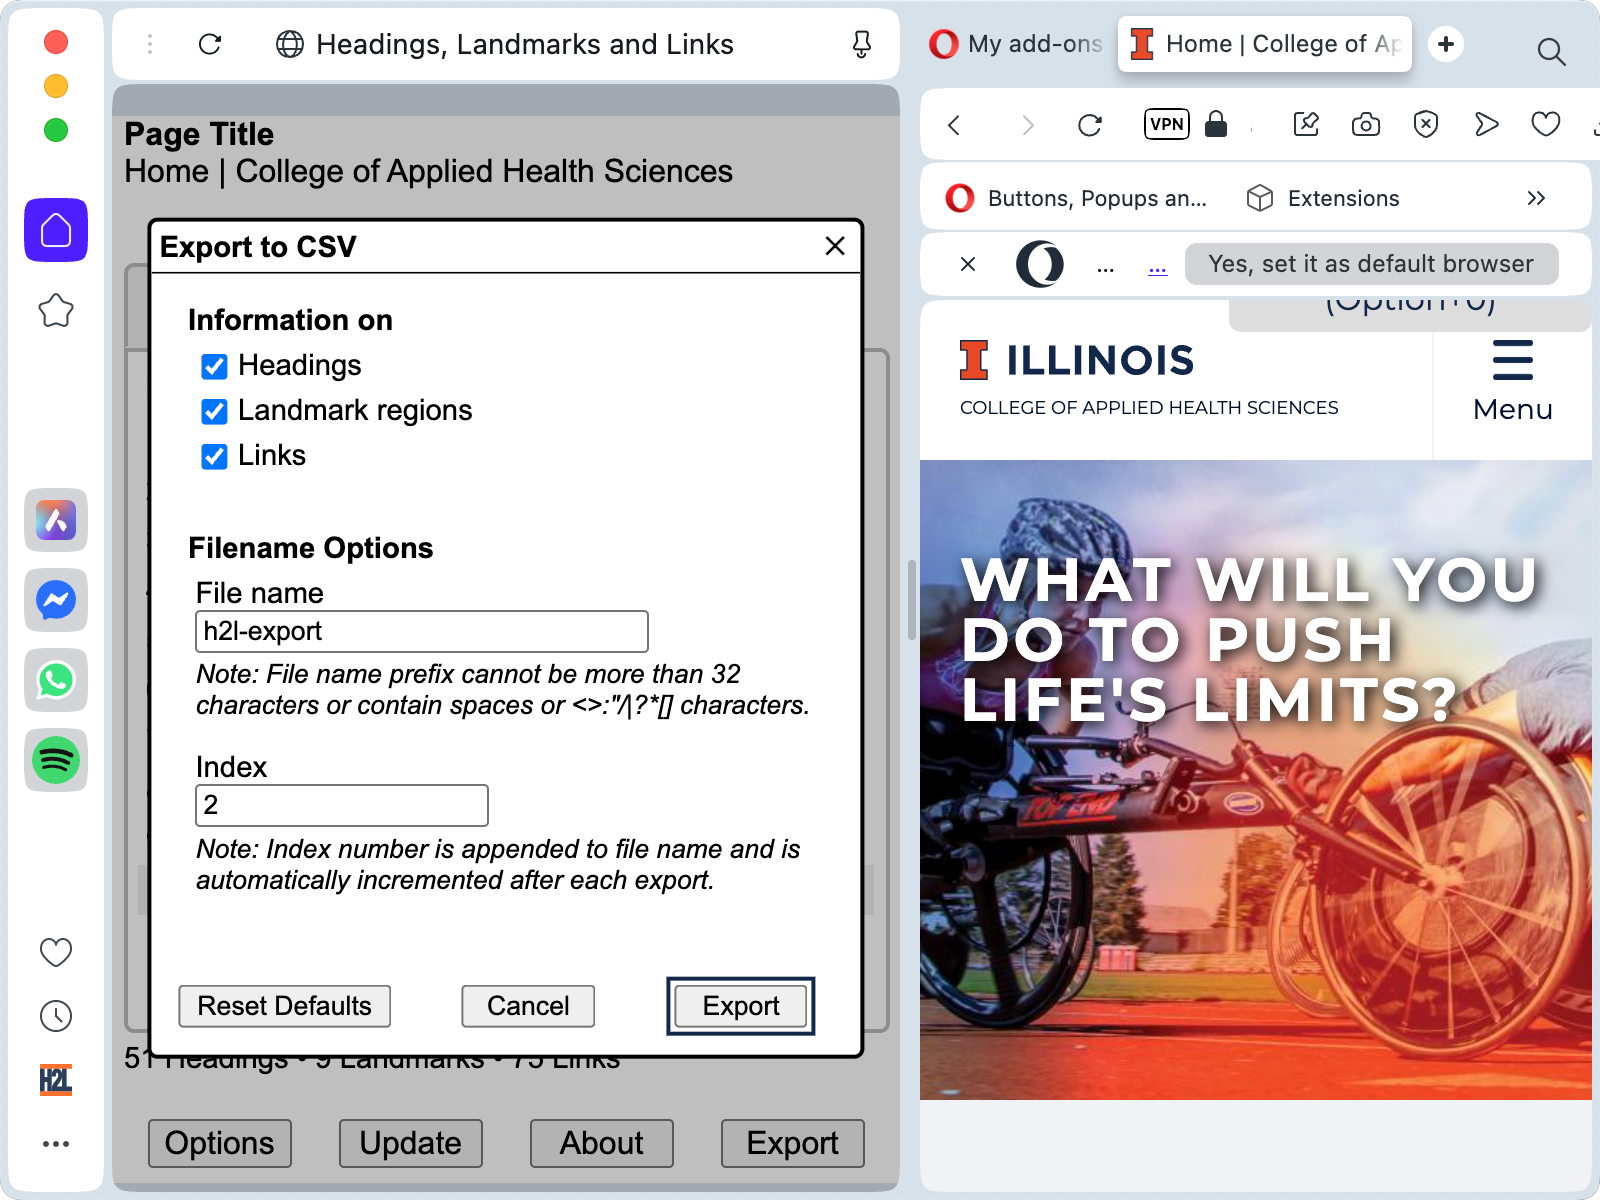 Headings, Landmarks and Links
Page Title
Home | College of Applied Health Sciences
Export to CSV
Information on
Headings
Landmark regions
Links
Filename Options
File name
h2l-export
Note: File name prefix cannot be more than 32
characters or contain spaces or <>:"/|?*[] characters.
Index
2
Note: Index number is appended to file name and is
automatically incremented after each export.
Reset Defaults
Cancel
Export
51 Headings • 9 Landmarks • 75 Links
Options
Update
About
Export
H2L
My add-ons
Home | College of Ap
VPN
Buttons, Popups an...
Extensions
...
...
Yes, set it as default browser
(Option+0)
ILLINOIS
COLLEGE OF APPLIED HEALTH SCIENCES
Menu
WHAT WILL YOU
DO TO PUSH
LIFE'S LIMITS?
TOP END